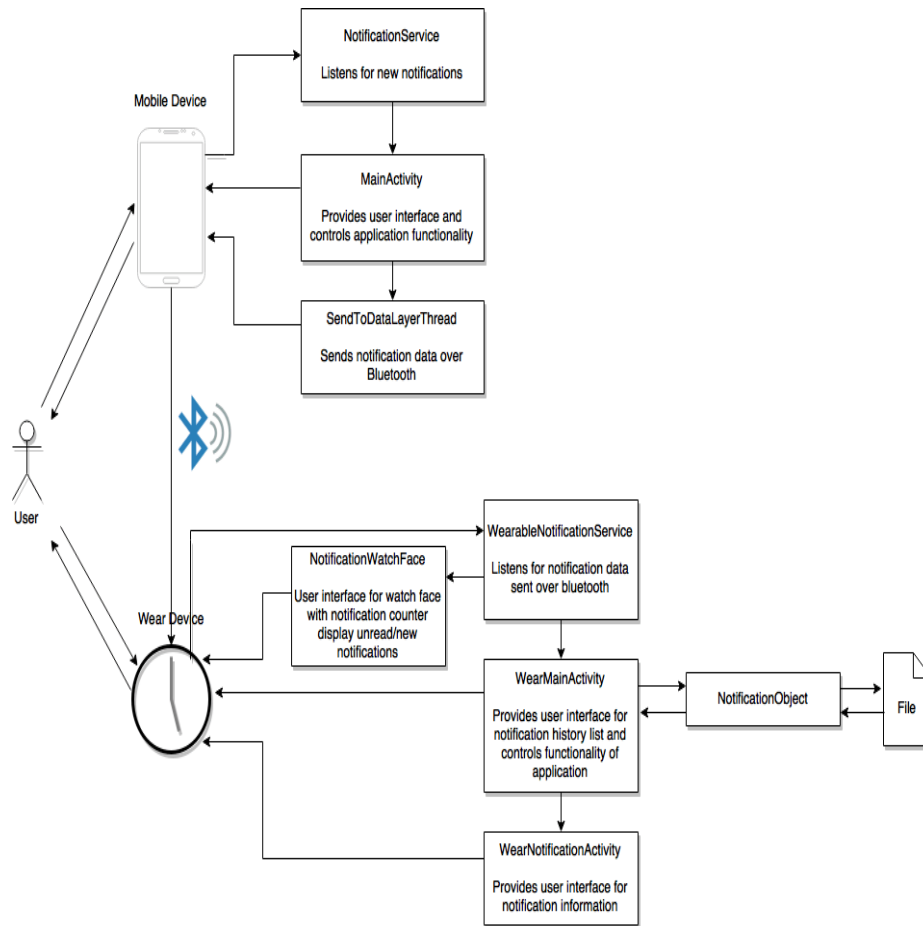 NotificationService
Listens for new notifications
Mobile Device
MainActivity
Provides user interface and
controls application functionality
SendToDataLayerThread
Sends notification data over
Bluetooth
User
WearableNotificationService
Listens for notification data
sent over bluetooth
NotificationWatchFace
User interface for watch face
with notification counter
display unread/new
notifications
Wear Device
WearMainActivity
Provides user interface for
notification history list and
controls functionality of
application
NotificationObject
File
WearNotificationActivity
Provides user interface for
notification information